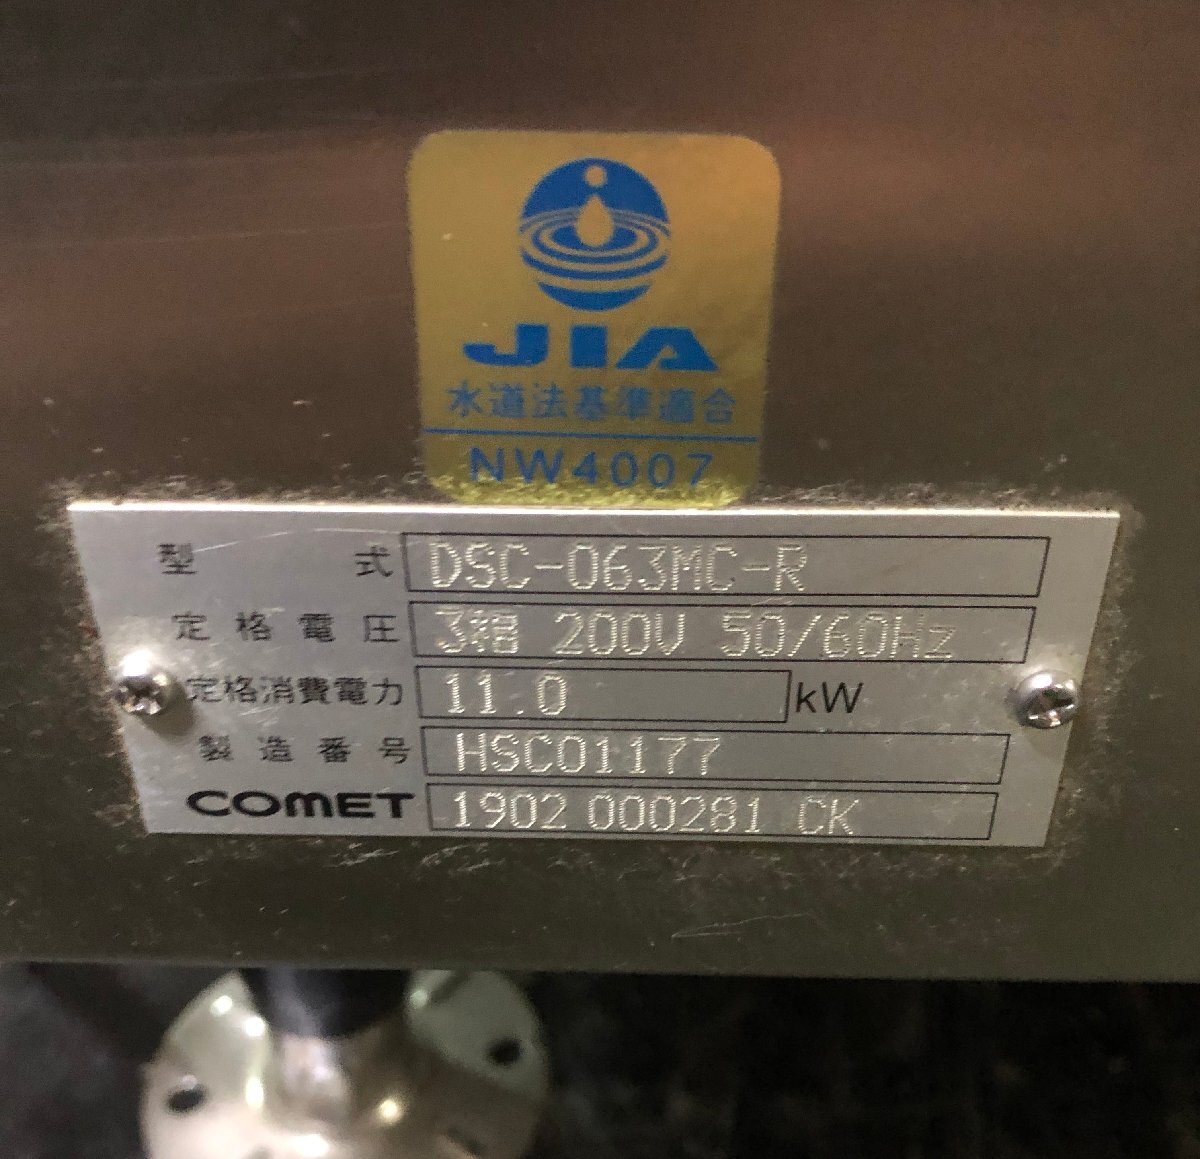 JIA
水道法基準適合
NW4007
型式 DSC-063MC-R
定格電圧 3相 200V 50/60Hz
定格消費電力 11.0 kW
製造番号 HSC01177
COMET 1902 000281 CK